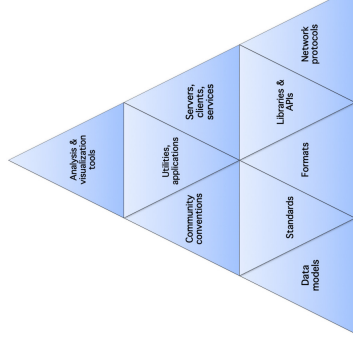 Analysis &
visualization
tools
Community
conventions
Utilities,
applications
Servers,
clients,
services
Data
models
Standards
Formats
Libraries &
APIs
Network
protocols